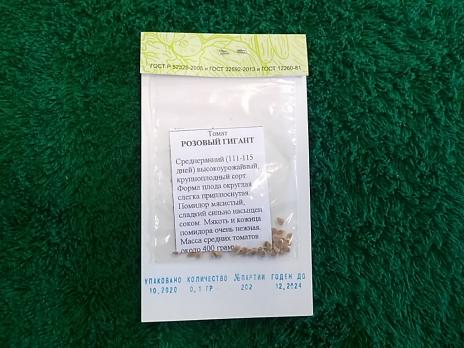 ГОСТ Р 52325-2005 и ГОСТ 32592-2013 и ГОСТ 12260-81
Томат
РОЗОВЫЙ ГИГАНТ
Среднеранний (111-115
дней) высокоурожайный,
крупноплодный сорт.
Форма плода округлая
слегка приплюснутая.
Помидор мясистый,
сладкий сильно насыщен
соком. Мякоть и кожица
помидора очень нежная.
Масса средних томатов
около 400 грамм
УПАКОВАНО КОЛИЧЕСТВО №ПАРТИИ ГОДЕН ДО
10.2020 0,1 ГР 202 12.2024